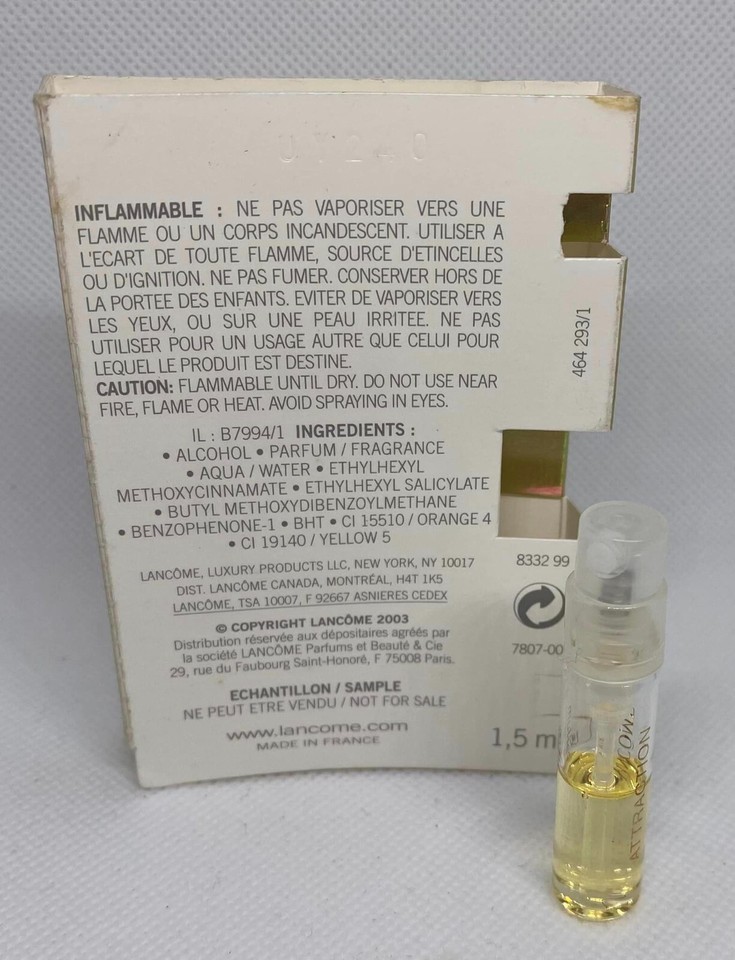 INFLAMMABLE : NE PAS VAPORISER VERS UNE
FLAMME OU UN CORPS INCANDESCENT. UTILISER A
L'ECART DE TOUTE FLAMME, SOURCE D'ETINCELLES
OU D'IGNITION. NE PAS FUMER. CONSERVER HORS DE
LA PORTEE DES ENFANTS. EVITER DE VAPORISER VERS
LES YEUX, OU SUR UNE PEAU IRRITEE. NE PAS
UTILISER POUR UN USAGE AUTRE QUE CELUI POUR
LEQUEL LE PRODUIT EST DESTINE.
CAUTION: FLAMMABLE UNTIL DRY. DO NOT USE NEAR
FIRE, FLAME OR HEAT. AVOID SPRAYING IN EYES.
464 293/1
IL : B7994/1 INGREDIENTS :
• ALCOHOL • PARFUM / FRAGRANCE
• AQUA / WATER • ETHYLHEXYL
METHOXYCINNAMATE • ETHYLHEXYL SALICYLATE
• BUTYL METHOXYDIBENZOYLMETHANE
• BENZOPHENONE-1 • BHT • CI 15510 / ORANGE 4
• CI 19140 / YELLOW 5
LANCÔME, LUXURY PRODUCTS LLC, NEW YORK, NY 10017
DIST. LANCÔME CANADA, MONTRÉAL, H4T 1K5
LANCÔME, TSA 10007, F 92667 ASNIERES CEDEX
© COPYRIGHT LANCÔME 2003
Distribution réservée aux dépositaires agréés par
la société LANCÔME Parfums et Beauté & Cie
29, rue du Faubourg Saint-Honoré, F 75008 Paris.
ECHANTILLON / SAMPLE
NE PEUT ETRE VENDU / NOT FOR SALE
www.lancome.com
MADE IN FRANCE
8332 99
7807-00
1,5 m
ATTRACTION